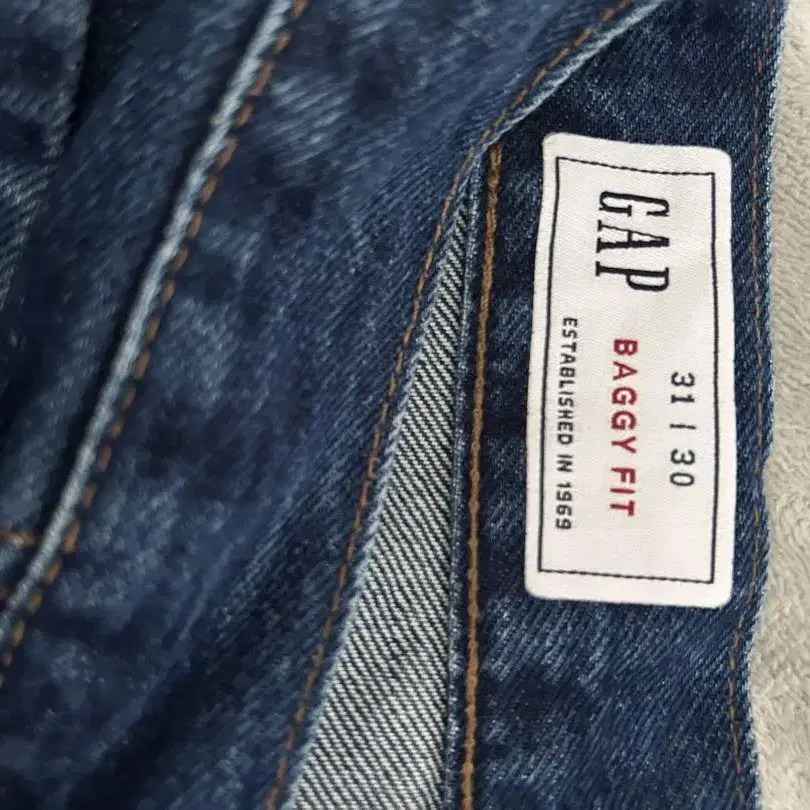 GAP
31 | 30
BAGGY FIT
ESTABLISHED IN 1969